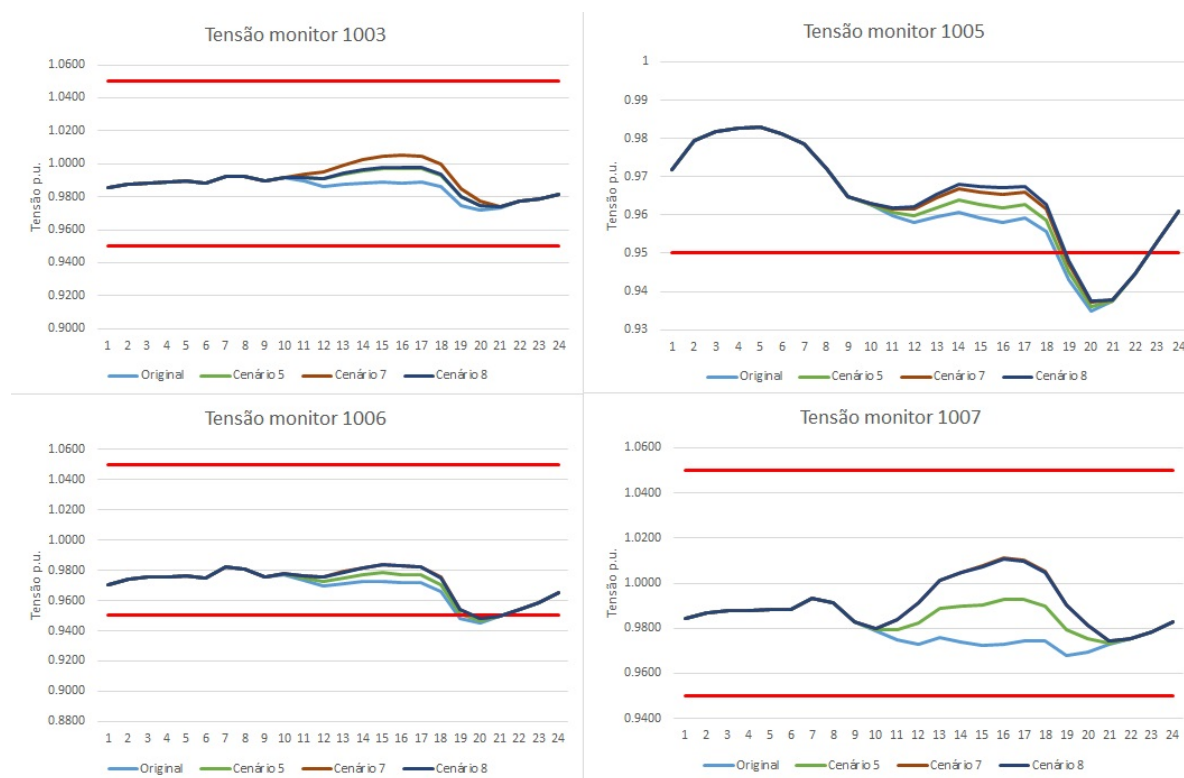 Tensão monitor 1003
1.0600
1.0400
1.0200
1.0000
0.9800
0.9600
0.9400
0.9200
0.9000
Tensão p.u.
1 2 3 4 5 6 7 8 9 10 11 12 13 14 15 16 17 18 19 20 21 22 23 24
Original Cenário 5 Cenário 7 Cenário 8
Tensão monitor 1005
1
0.99
0.98
0.97
0.96
0.95
0.94
0.93
Tensão p.u.
1 2 3 4 5 6 7 8 9 10 11 12 13 14 15 16 17 18 19 20 21 22 23 24
Original Cenário 5 Cenário 7 Cenário 8
Tensão monitor 1006
1.0600
1.0400
1.0200
1.0000
0.9800
0.9600
0.9400
0.9200
0.9000
0.8800
Tensão p.u.
1 2 3 4 5 6 7 8 9 10 11 12 13 14 15 16 17 18 19 20 21 22 23 24
Original Cenário 5 Cenário 7 Cenário 8
Tensão monitor 1007
1.0600
1.0400
1.0200
1.0000
0.9800
0.9600
0.9400
Tensão p.u.
1 2 3 4 5 6 7 8 9 10 11 12 13 14 15 16 17 18 19 20 21 22 23 24
Original Cenário 5 Cenário 7 Cenário 8